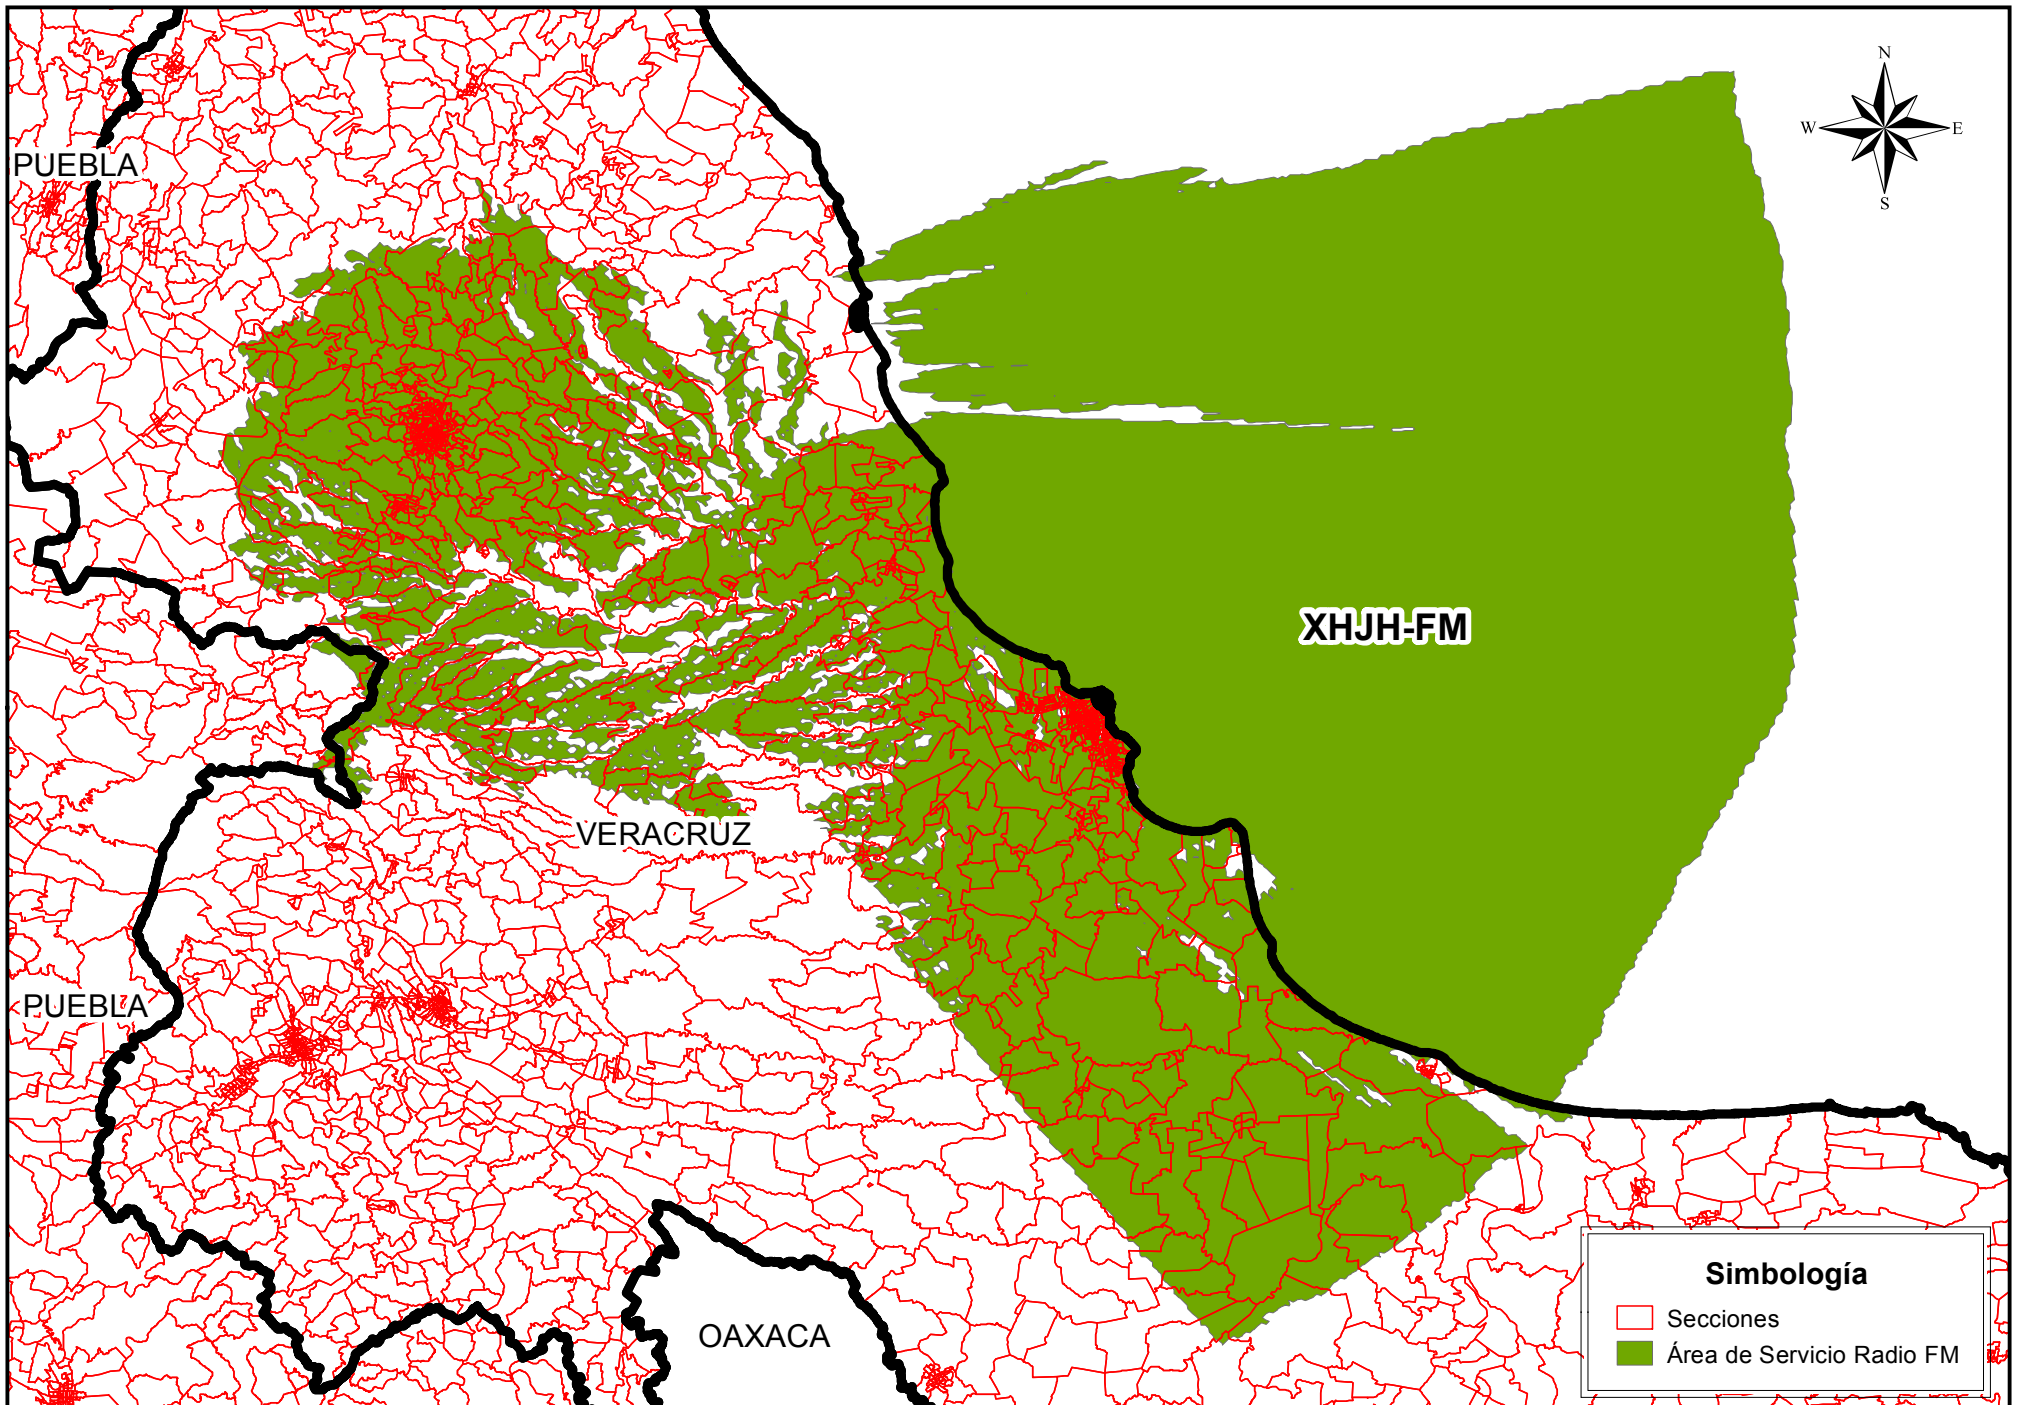 N
W
E
S
PUEBLA
XHJH-FM
VERACRUZ
PUEBLA
OAXACA
Simbología
Secciones
Área de Servicio Radio FM